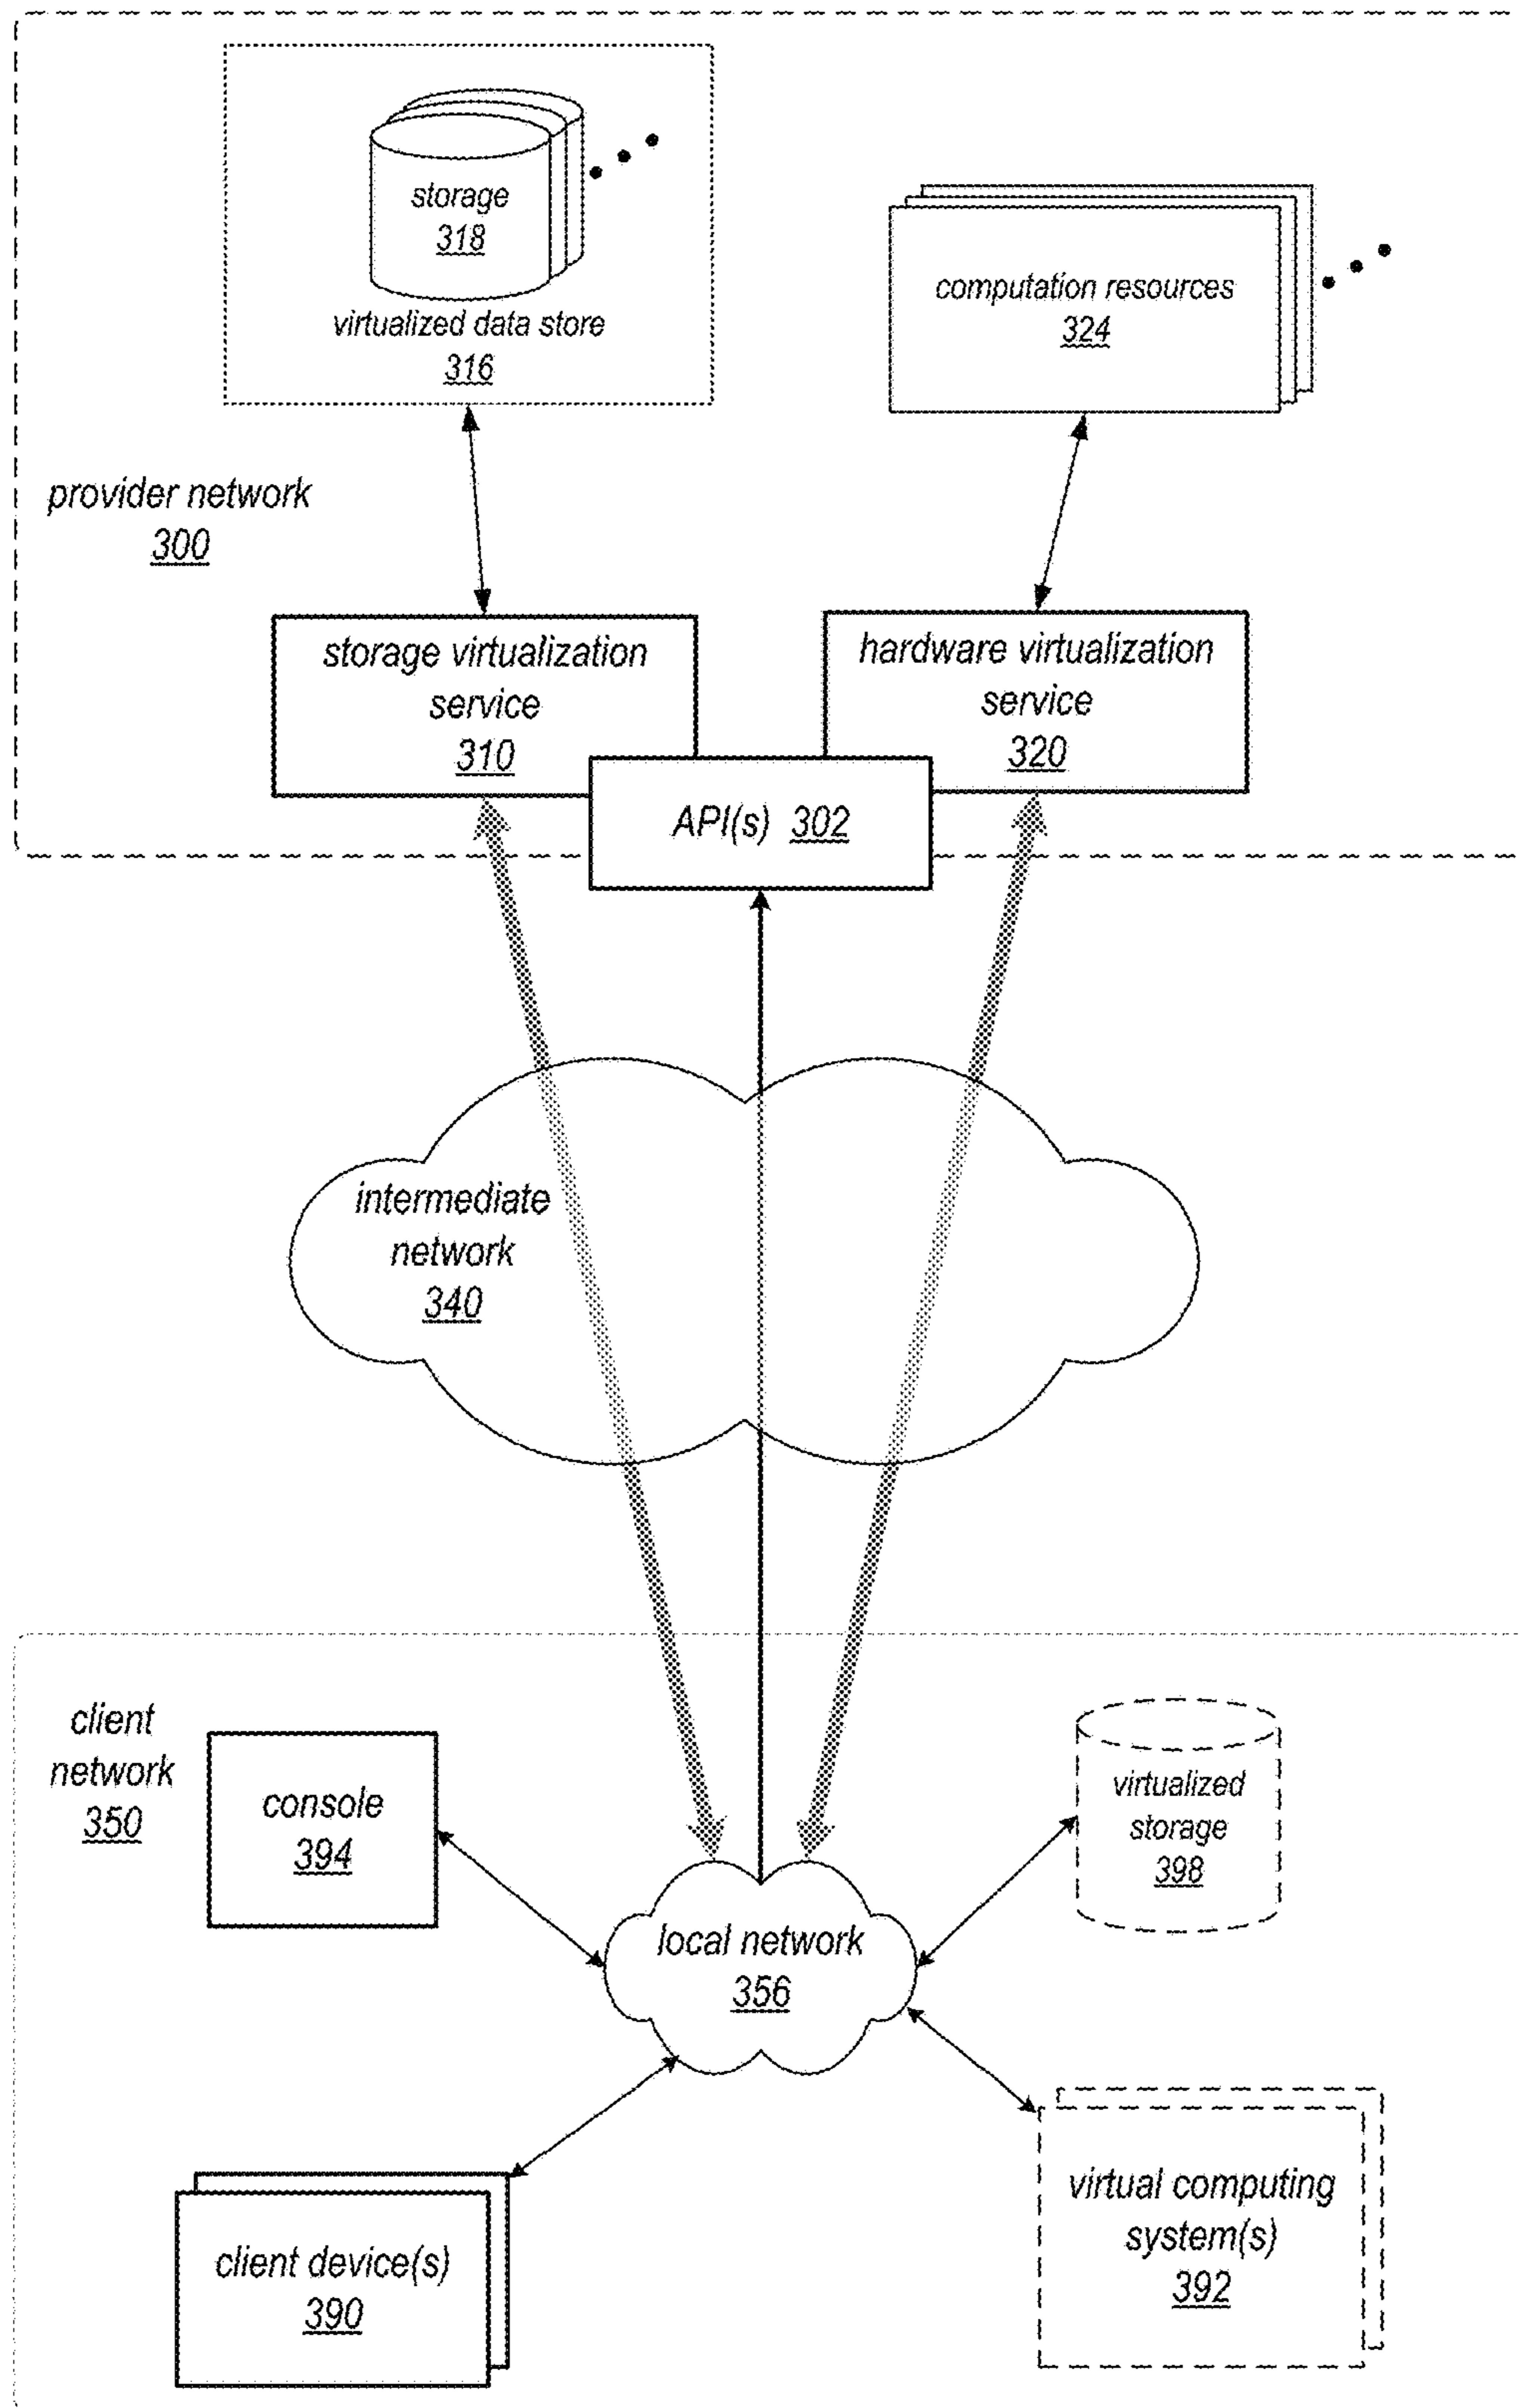 storage
318
virtualized data store
316
computation resources
324
provider network
300
storage virtualization
service
310
hardware virtualization
service
320
API(s) 302
intermediate
network
340
client
network
350
console
394
virtualized
storage
398
local network
356
client device(s)
390
virtual computing
system(s)
392